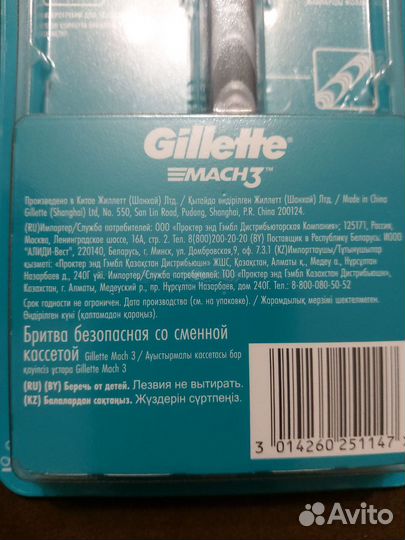 Gillette
MACH3™
Произведено в Китае Жиллетт (Шанхай) Лтд. / Қытайда өндірілген Жиллетт (Шанхай) Лтд. / Made in China
Gillette (Shanghai) Ltd, No. 550, San Lin Road, Pudong, Shanghai, P.R. China 200124.
(RU)Импортер/Служба потребителей: ООО «Проктер энд Гэмбл Дистрибьюторская Компания»; 125171, Россия,
Москва, Ленинградское шоссе, 16А, стр. 2. Тел. 8(800)200-20-20 (BY) Поставщик в Республику Беларусь: ИООО
"АЛИДИ-Вест", 220140, Беларусь, г. Минск, ул. Домбровская,9, оф. 7.3.1 (KZ)Импорттаушы/Тұтынушылар
қызметі: «Проктер энд Гэмбл Қазақстан Дистрибьюшн» ЖШС, Қазақстан, Алматы қ., Медеу а., Нұрсұлтан
Назарбаев д., 240Г үйі. Импортер/Служба потребителей: ТОО «Проктер энд Гэмбл Казахстан Дистрибьюшн», Казахстан,
г. Алматы, Медеуский р., пр. Нурсултан Назарбаев, дом 240Г. Тел.: 8-800-080-50-52
Срок годности не ограничен. Дата производства (см. на упаковке). / Жарамдылық мерзімі шектелмеген.
Өндірілген күні (қаптамадан қараңыз).
Бритва безопасная со сменной
кассетой Gillette Mach 3 / Ауыстырмалы кассетасы бар
қауіпсіз ұстара Gillette Mach 3
(RU) (BY) Беречь от детей. Лезвия не вытирать.
(KZ) Балалардан сақтаңыз. Жүздерін сүртпеңіз.
3 014260 251147
Avito